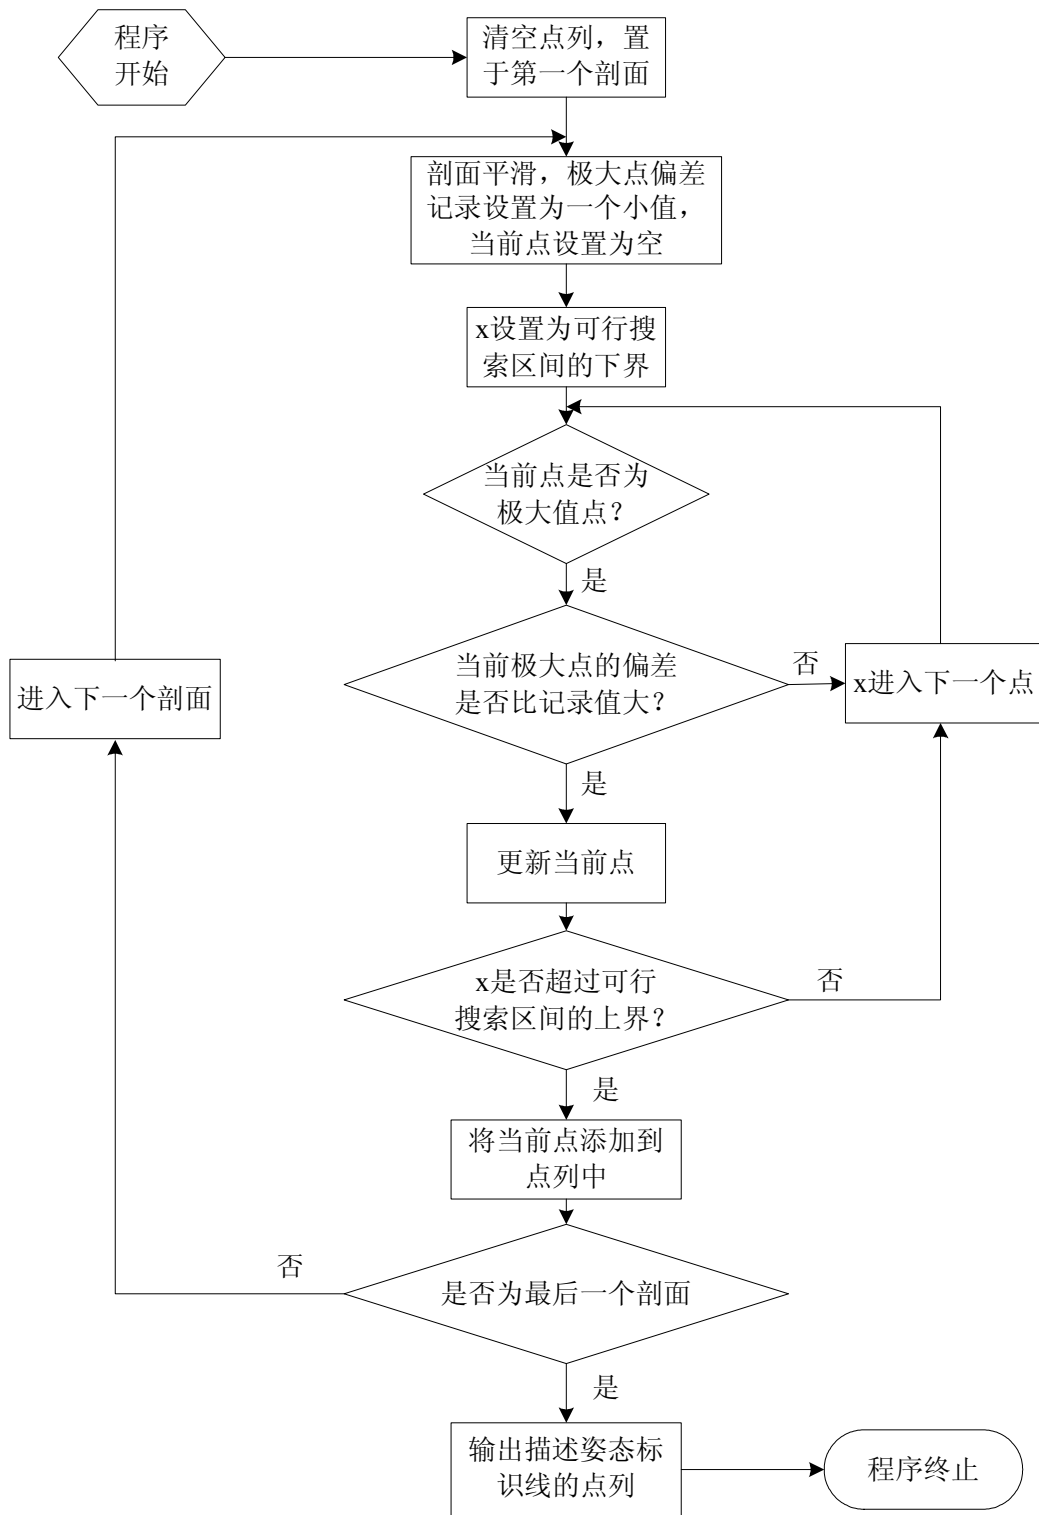 程序
开始
清空点列，置
于第一个剖面
剖面平滑，极大点偏差
记录设置为一个小值，
当前点设置为空
x设置为可行搜
索区间的下界
当前点是否为
极大值点？
是
当前极大点的偏差
是否比记录值大？
否
x进入下一个点
进入下一个剖面
是
更新当前点
x是否超过可行
搜索区间的上界？
否
是
将当前点添加到
点列中
否
是否为最后一个剖面
是
输出描述姿态标
识线的点列
程序终止